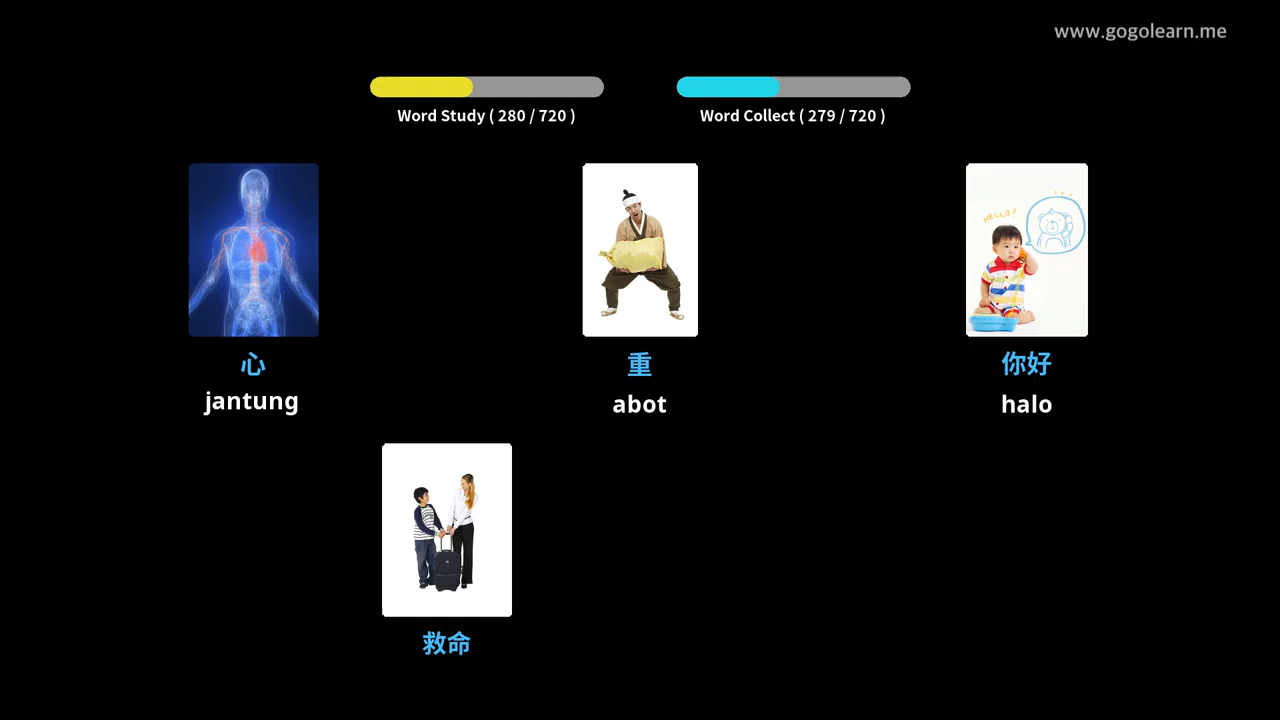 www.gogolearn.me
Word Study ( 280 / 720 )
Word Collect ( 279 / 720 )
HELLO?
心
jantung
重
abot
你好
halo
救命